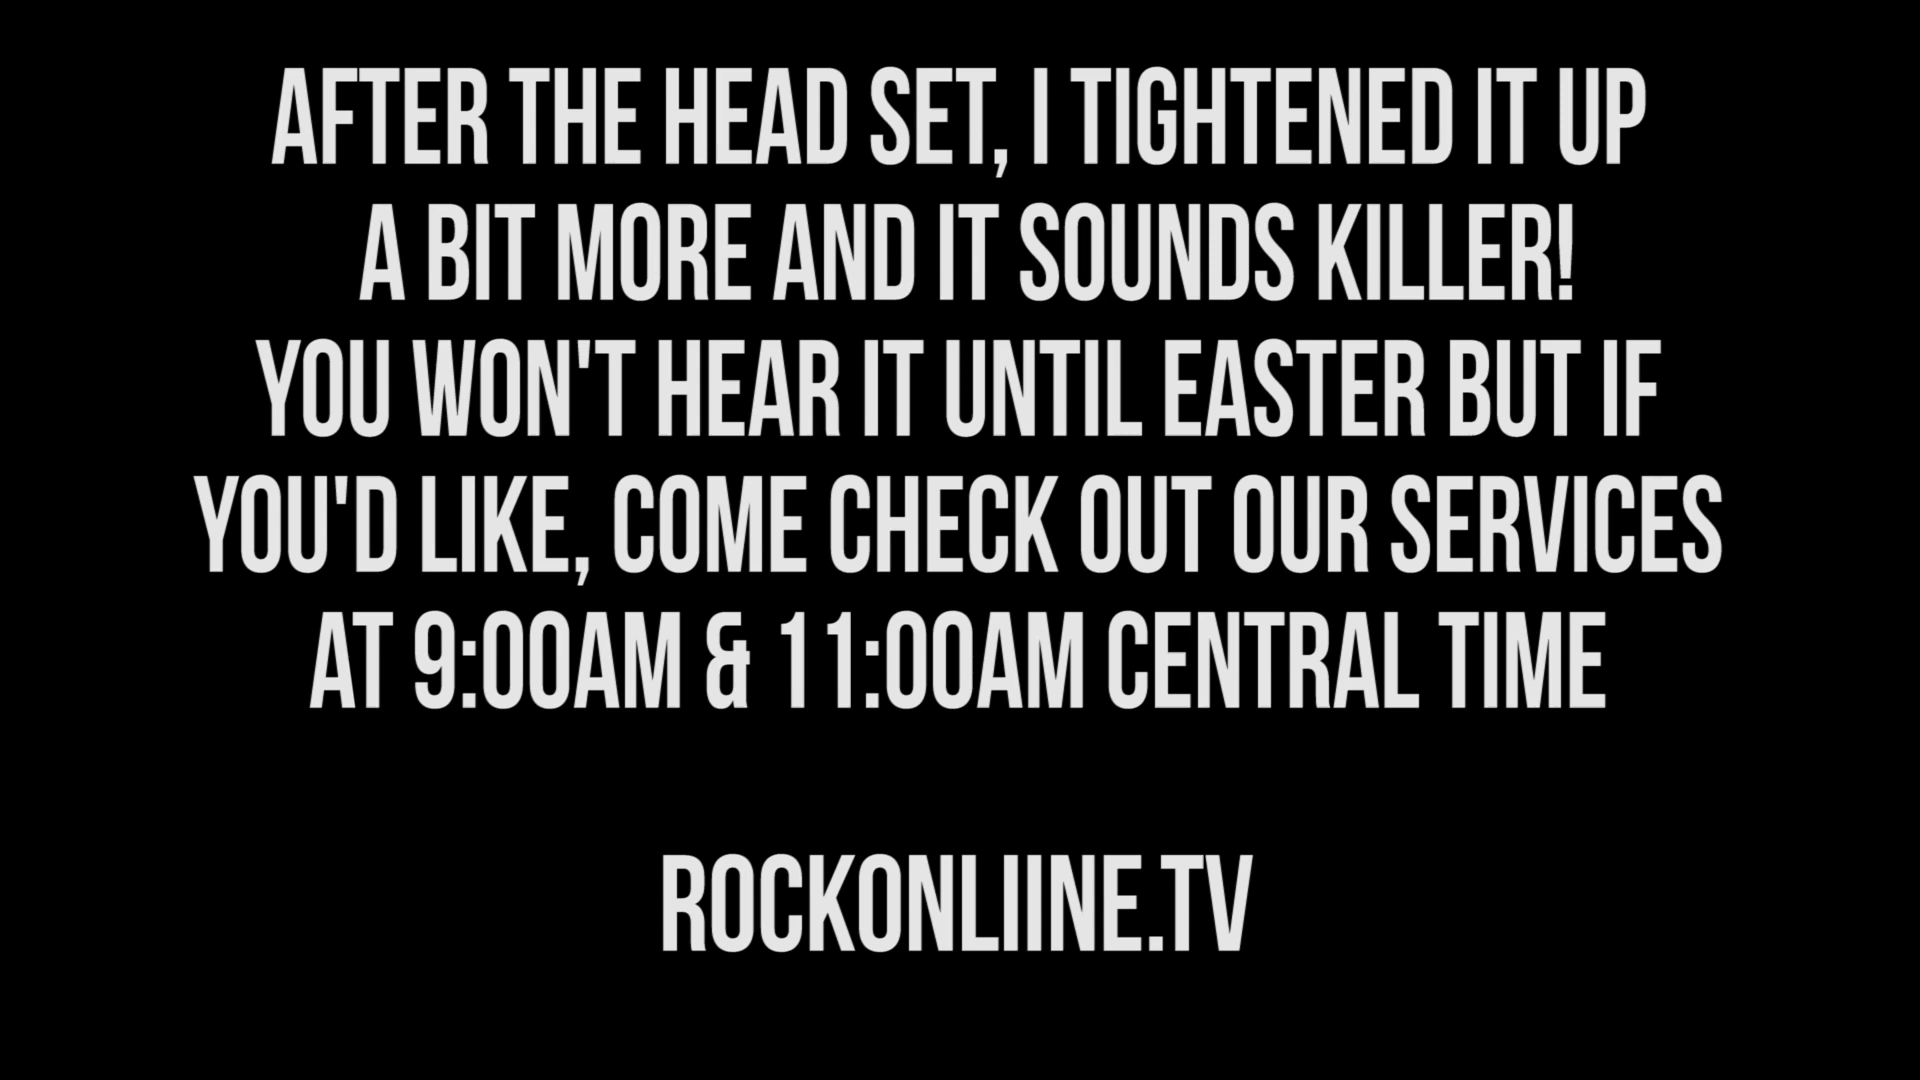 AFTER THE HEAD SET, I TIGHTENED IT UP
A BIT MORE AND IT SOUNDS KILLER!
YOU WON'T HEAR IT UNTIL EASTER BUT IF
YOU'D LIKE, COME CHECK OUT OUR SERVICES
AT 9:00AM & 11:00AM CENTRAL TIME
ROCKONLIINE.TV